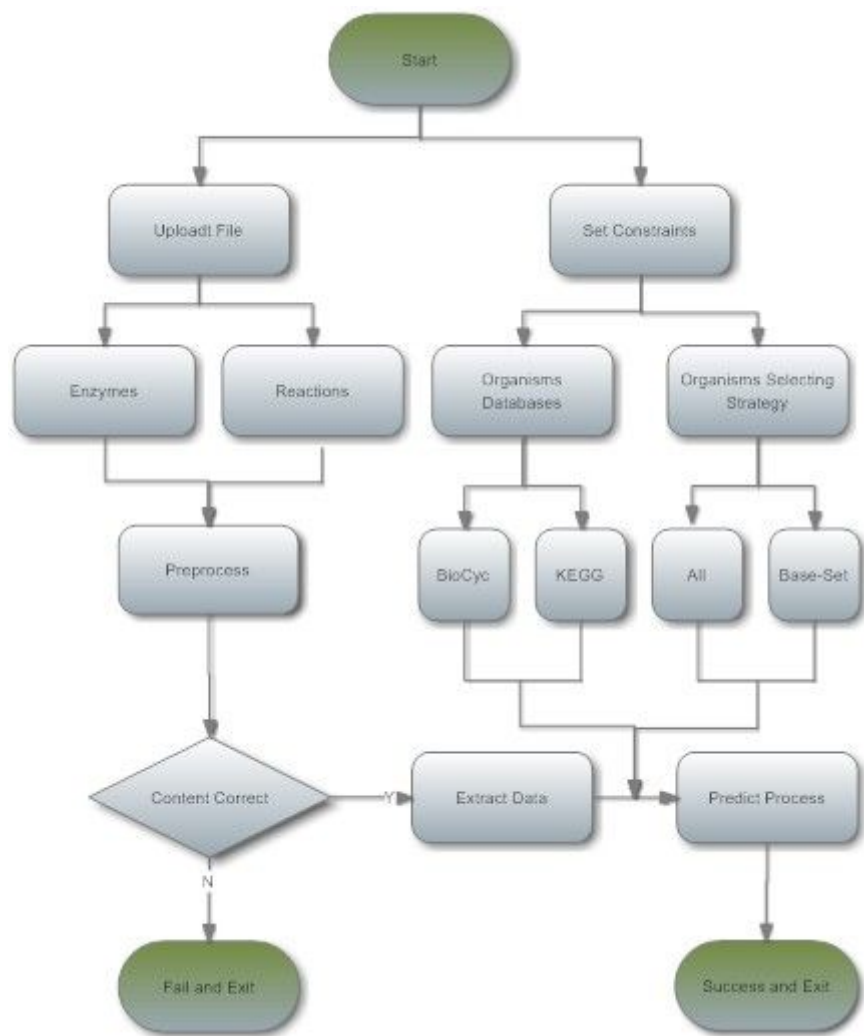 Start
Uploadt File
Set Constraints
Enzymes
Reactions
Organisms
Databases
Organisms Selecting
Strategy
Preprocess
BioCyc
KEGG
All
Base-Set
Content Correct
Y
Extract Data
Predict Process
N
Fail and Exit
Success and Exit